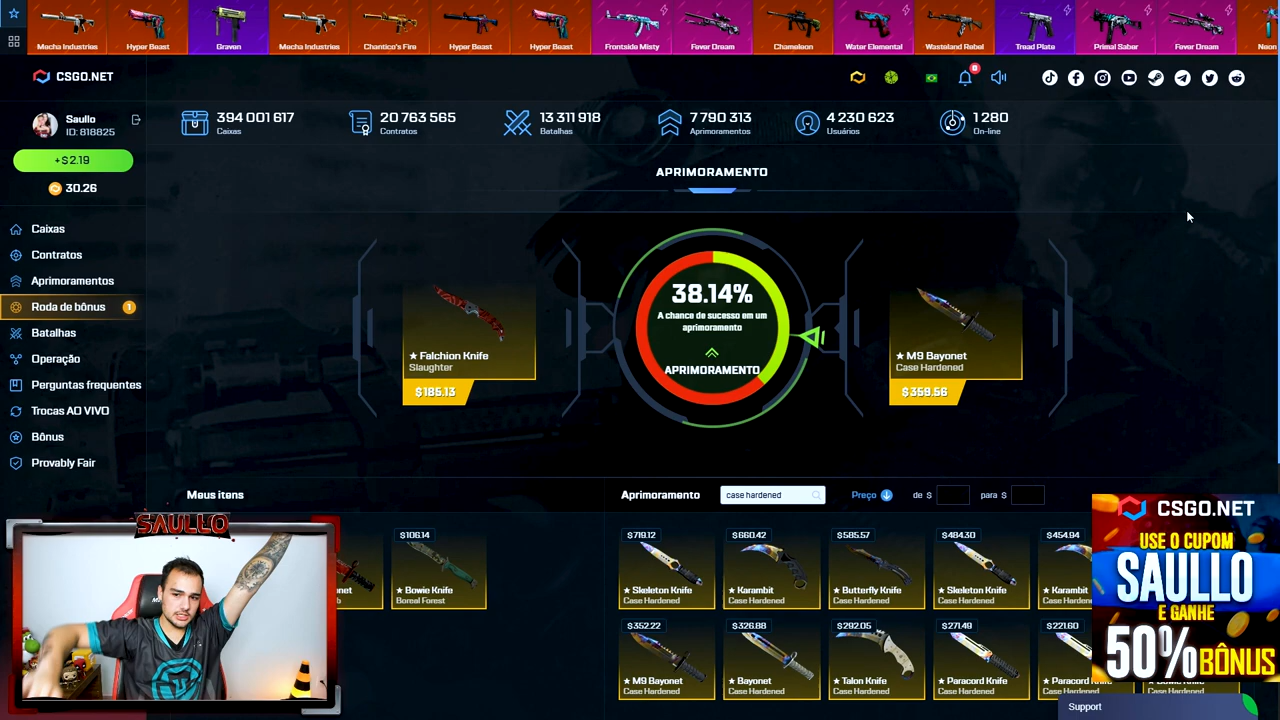 Mecha Industries
Hyper Beast
Graven
Mecha Industries
Chantico's Fire
Hyper Beast
Hyper Beast
Frontside Misty
Fever Dream
Chameleon
Water Elemental
Wasteland Rebel
Tread Plate
Primal Saber
Fever Dream
Neon
CSGO.NET
Saullo
ID: 818825
+$2.19
30.26
394 001 617
Caixas
20 763 565
Contratos
13 311 918
Batalhas
7 790 313
Aprimoramentos
4 230 623
Usuários
1 280
On-line
Caixas
Contratos
Aprimoramentos
Roda de bônus 1
Batalhas
Operação
Perguntas frequentes
Trocas AO VIVO
Bônus
Provably Fair
APRIMORAMENTO
★ Falchion Knife
Slaughter
$185.13
38.14%
A chance de sucesso em um
aprimoramento
APRIMORAMENTO
★ M9 Bayonet
Case Hardened
$359.56
Meus itens
$106.14
★ Bowie Knife
Boreal Forest
Aprimoramento
case hardened
Preço
de $
para $
$719.12
★ Skeleton Knife
Case Hardened
$660.42
★ Karambit
Case Hardened
$585.57
★ Butterfly Knife
Case Hardened
$484.30
★ Skeleton Knife
Case Hardened
$454.94
★ Karambit
Case Hardened
$352.22
★ M9 Bayonet
Case Hardened
$326.88
★ Bayonet
Case Hardened
$292.05
★ Talon Knife
Case Hardened
$271.49
★ Paracord Knife
Case Hardened
$221.60
★ Paracord
Case Hardened
SAULLO
CSGO.NET
USE O CUPOM
SAULLO
E GANHE
50% BÔNUS
Support